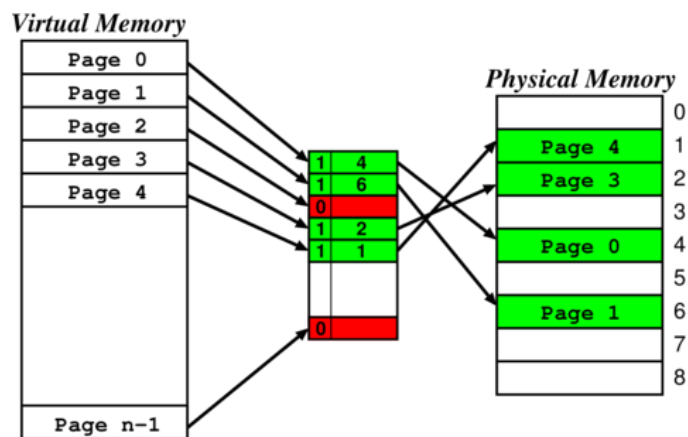 Virtual Memory
Page 0
Page 1
Page 2
Page 3
Page 4
Page n-1
1 4
1 6
0
1 2
1 1
0
Physical Memory
0
Page 4 1
Page 3 2
3
Page 0 4
5
Page 1 6
7
8